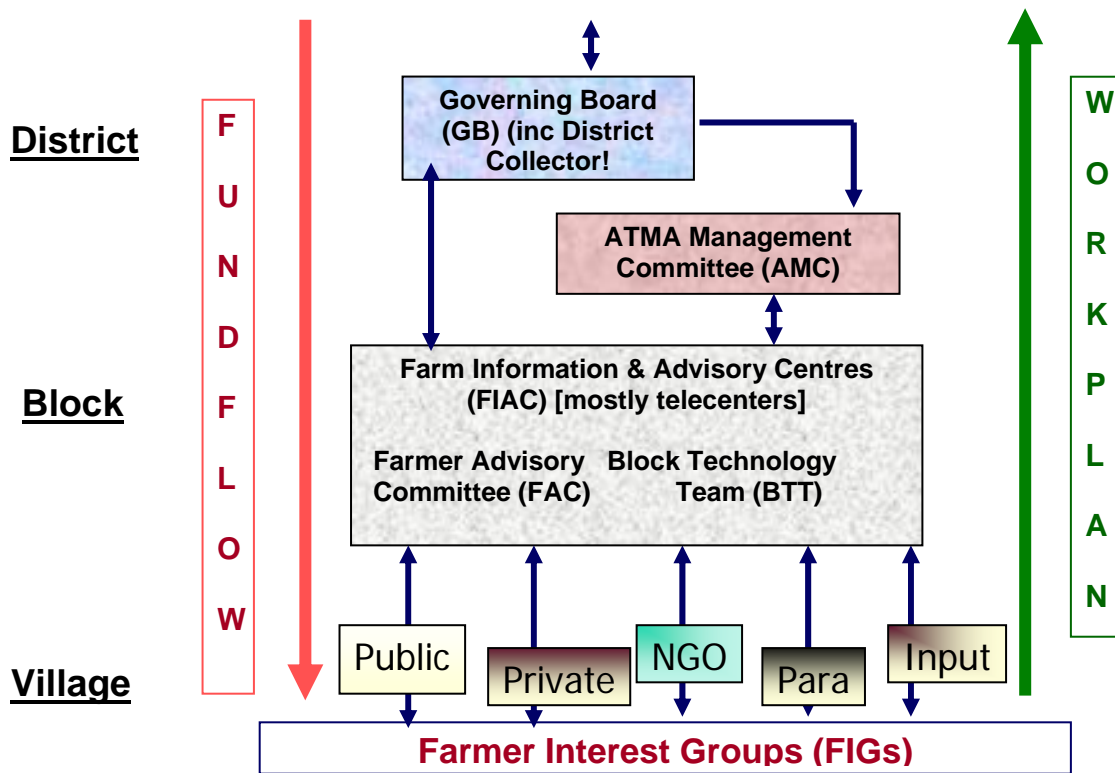 District
Block
Village
F
U
N
D
F
L
O
W
Governing Board
(GB) (inc District
Collector!
ATMA Management
Committee (AMC)
Farm Information & Advisory Centres
(FIAC) [mostly telecenters]
Farmer Advisory Block Technology
Committee (FAC) Team (BTT)
Public
Private
NGO
Para
Input
Farmer Interest Groups (FIGs)
W
O
R
K
P
L
A
N